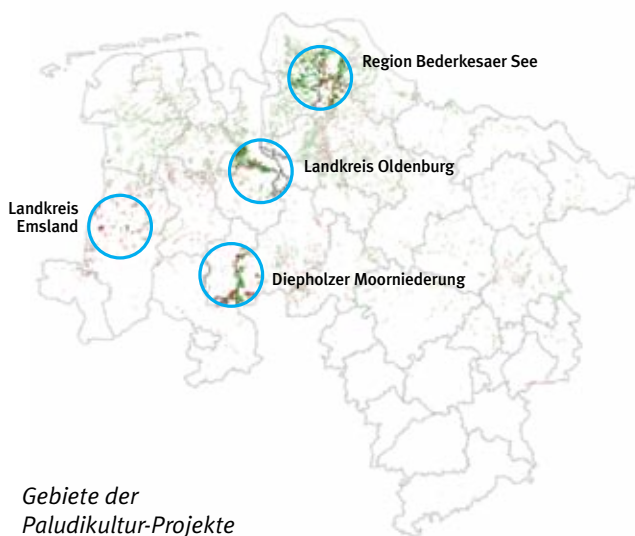 Region Bederkesaer See
Landkreis Oldenburg
Landkreis
Emsland
Diepholzer Moorniederung
Gebiete der
Paludikultur-Projekte